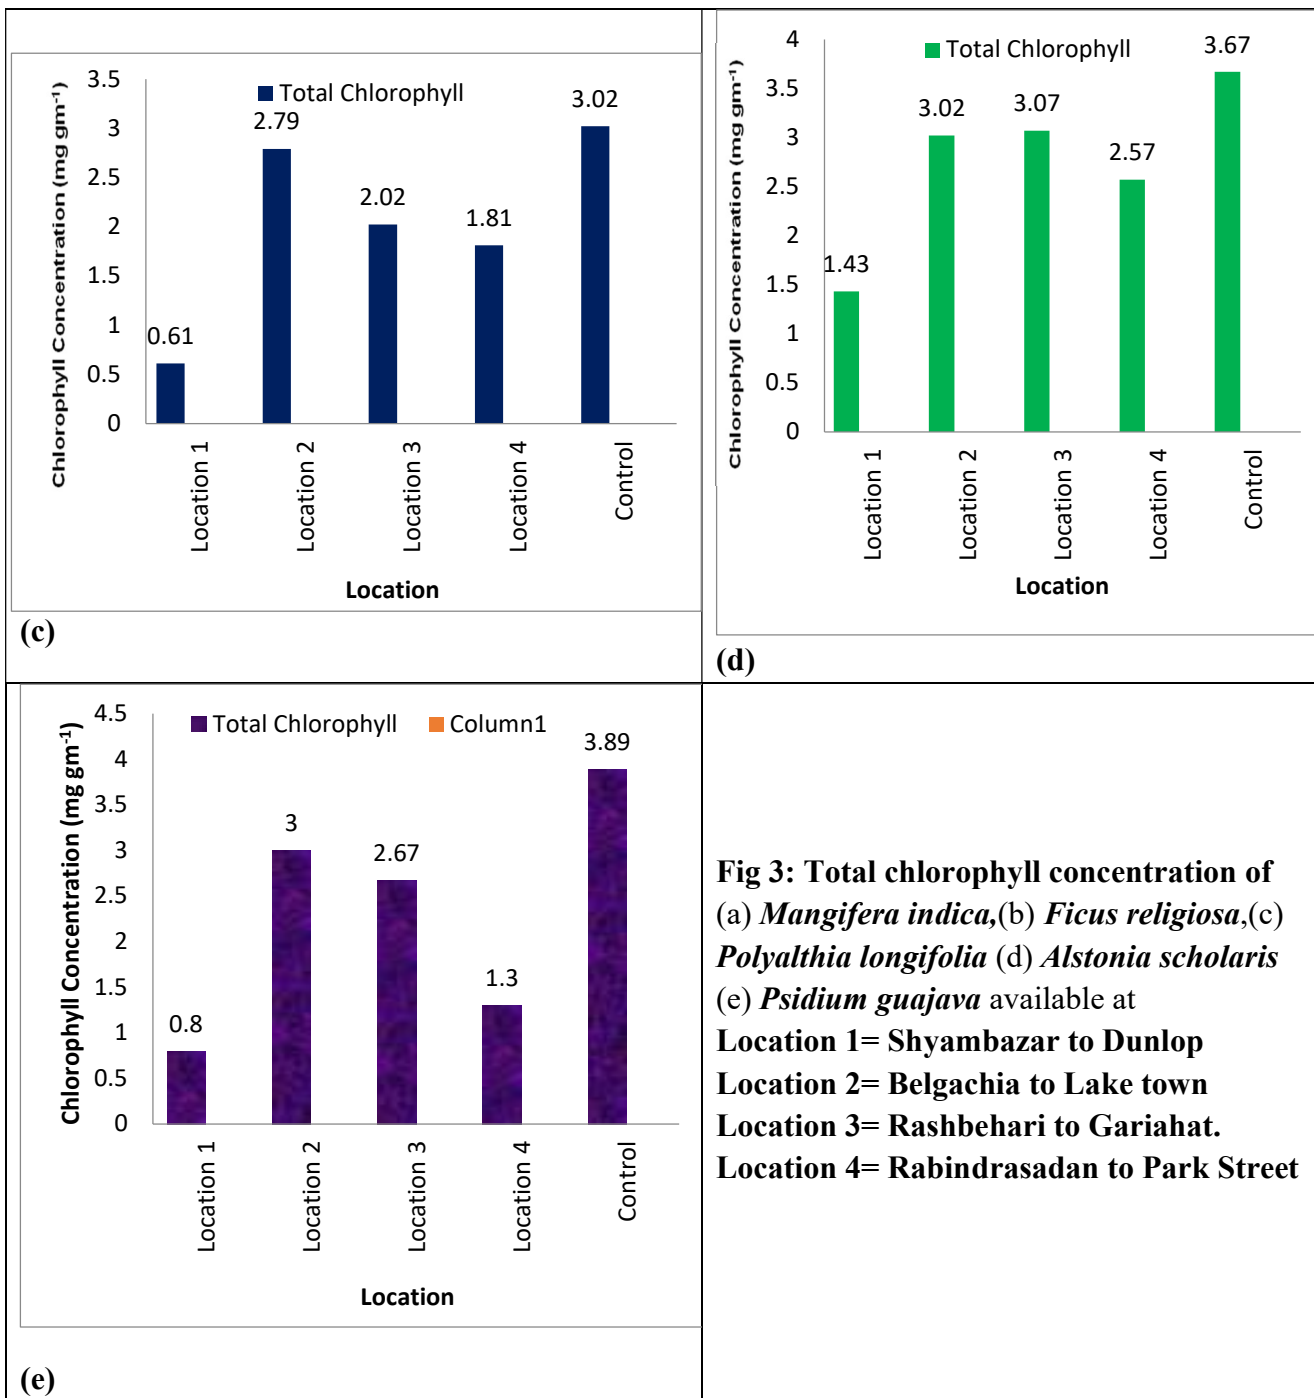 Chlorophyll Concentration (mg gm-1)
3.5
3
2.5
2
1.5
1
0.5
0
Total Chlorophyll
0.61
2.79
2.02
1.81
3.02
Location 1
Location 2
Location 3
Location 4
Control
Location
(c)
Chlorophyll Concentration (mg gm-1)
4
3.5
3
2.5
2
1.5
1
0.5
0
Total Chlorophyll
1.43
3.02
3.07
2.57
3.67
Location 1
Location 2
Location 3
Location 4
Control
Location
(d)
Chlorophyll Concentration (mg gm-1)
4.5
4
3.5
3
2.5
2
1.5
1
0.5
0
Total Chlorophyll
Column1
0.8
3
2.67
1.3
3.89
Location 1
Location 2
Location 3
Location 4
Control
Location
(e)
Fig 3: Total chlorophyll concentration of
(a) Mangifera indica,(b) Ficus religiosa,(c)
Polyalthia longifolia (d) Alstonia scholaris
(e) Psidium guajava available at
Location 1= Shyambazar to Dunlop
Location 2= Belgachia to Lake town
Location 3= Rashbehari to Gariahat.
Location 4= Rabindrasadan to Park Street